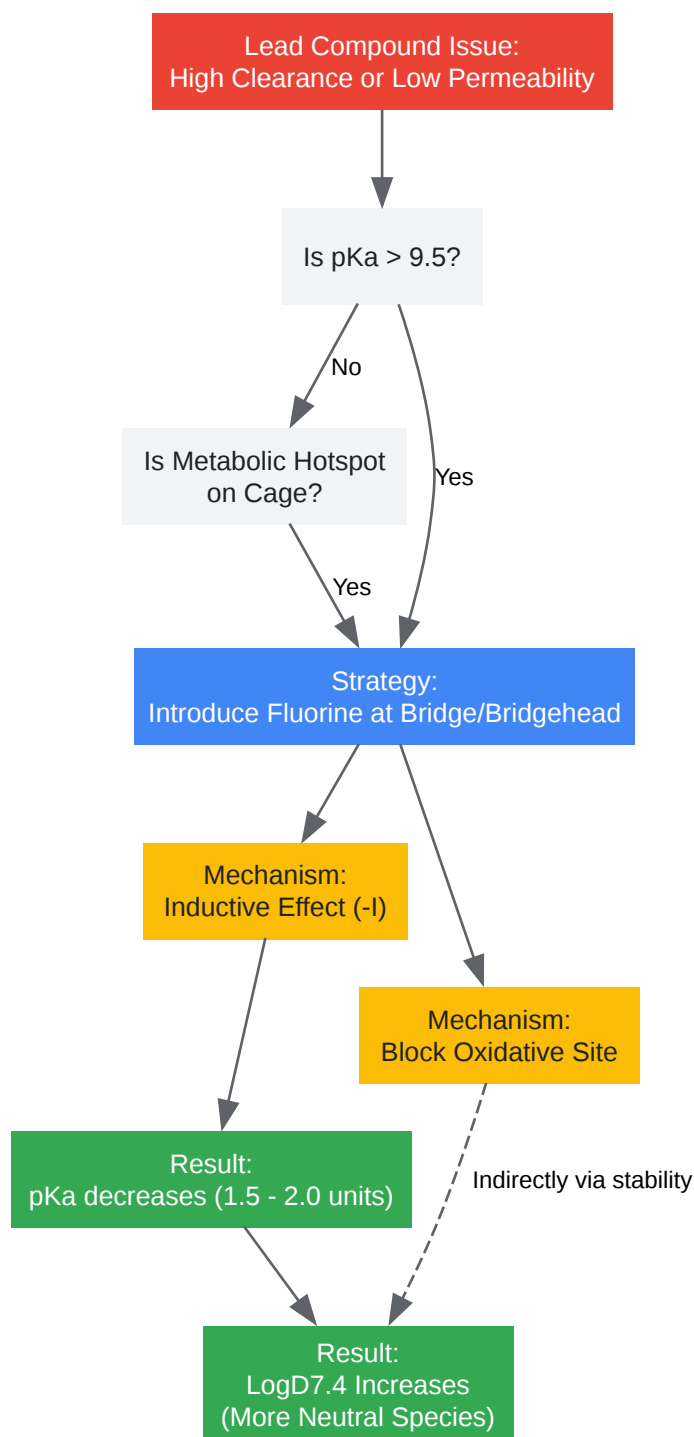 Lead Compound Issue:
High Clearance or Low Permeability
Is pKa > 9.5?
No
Is Metabolic Hotspot
on Cage?
Yes
Yes
Strategy:
Introduce Fluorine at Bridge/Bridgehead
Mechanism:
Inductive Effect (-I)
Mechanism:
Block Oxidative Site
Result:
pKa decreases (1.5 - 2.0 units)
Indirectly via stability
Result:
LogD7.4 Increases
(More Neutral Species)